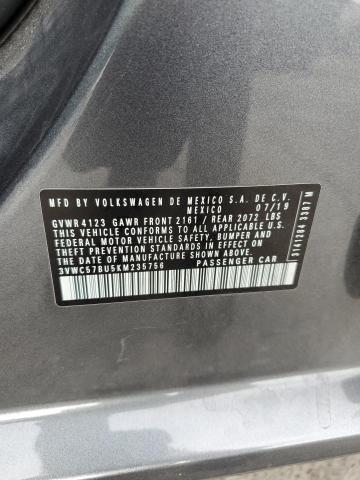 MFD BY VOLKSWAGEN DE MEXICO S.A. DE C.V.
MEXICO 07/19
GVWR 4123 GAWR FRONT 2161 / REAR 2072 LBS
THIS VEHICLE CONFORMS TO ALL APPLICABLE U.S.
FEDERAL MOTOR VEHICLE SAFETY, BUMPER, AND
THEFT PREVENTION STANDARDS IN EFFECT ON
THE DATE OF MANUFACTURE SHOWN ABOVE.
3VWC57BU5KM235756 PASSENGER CAR